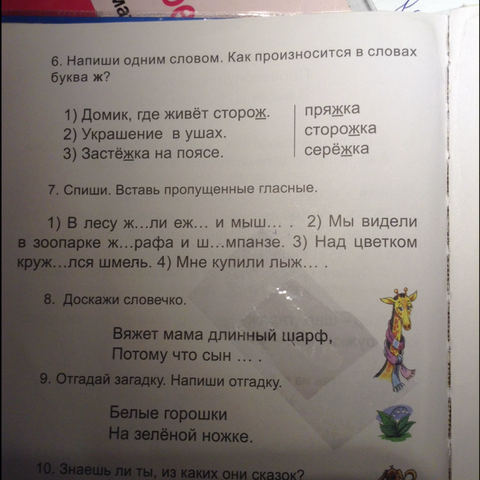 6. Напиши одним словом. Как произносится в словах
буква ж?
1) Домик, где живёт сторож. пряжка
2) Украшение в ушах. сторожка
3) Застёжка на поясе. серёжка
7. Спиши. Вставь пропущенные гласные.
1) В лесу ж...ли еж... и мыш... . 2) Мы видели
в зоопарке ж...рафа и ш...мпанзе. 3) Над цветком
круж...лся шмель. 4) Мне купили лыж... .
8. Доскажи словечко.
Вяжет мама длинный шарф,
Потому что сын ... .
9. Отгадай загадку. Напиши отгадку.
Белые горошки
На зелёной ножке.
10. Знаешь ли ты, из каких они сказок?